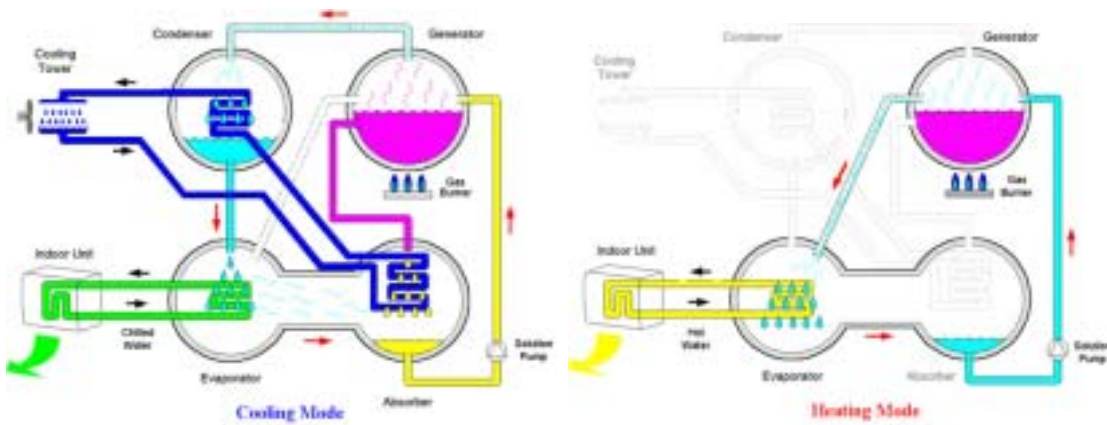 Condenser
Generator
Cooling
Tower
Gas
Burner
Indoor Unit
Chilled
Water
Solution
Pump
Evaporator
Absorber
Cooling Mode
Condenser
Generator
Cooling
Tower
Gas
Burner
Indoor Unit
Hot
Water
Solution
Pump
Evaporator
Absorber
Heating Mode